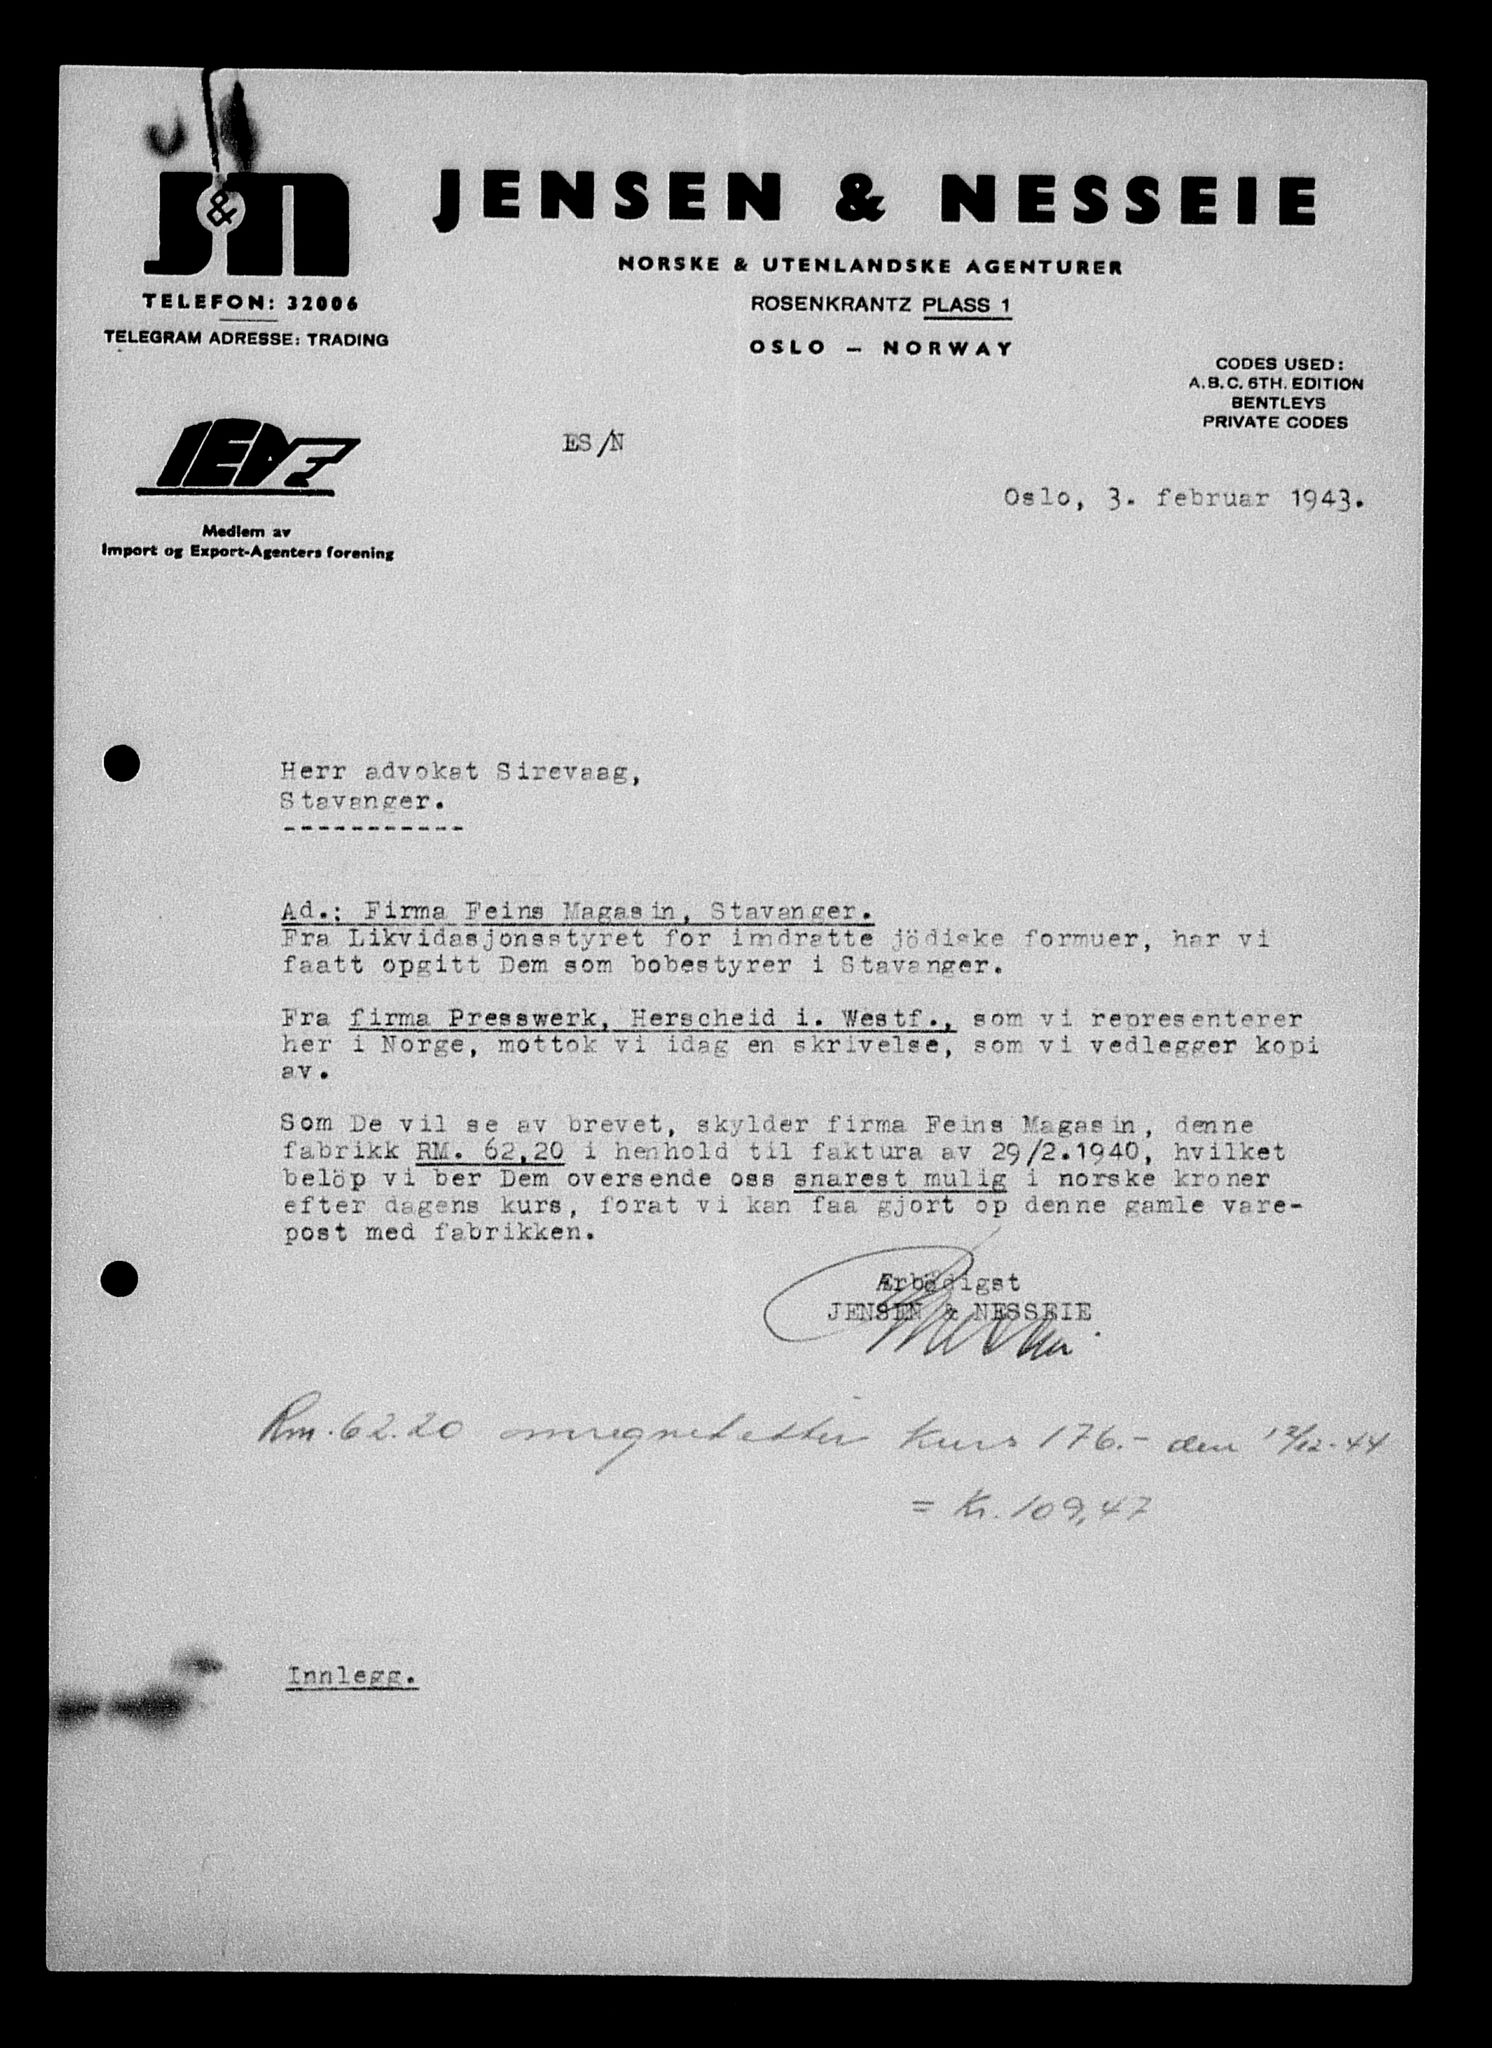 J&N
JENSEN & NESSEIE
NORSKE & UTENLANDSKE AGENTURER
TELEFON: 32006
ROSENKRANTZ PLASS 1
TELEGRAM ADRESSE: TRADING
OSLO – NORWAY
CODES USED:
A.B.C. 6TH. EDITION
BENTLEYS
PRIVATE CODES
ES/N
Oslo, 3. februar 1943.
Medlem av
Import og Export-Agenters forening
Herr advokat Sirevaag,
Stavanger.
-----------
Ad.: Firma Feins Magasin, Stavanger.
Fra Likvidasjonsstyret for imdratte jödiske formuer, har vi
faatt opgitt Dem som bobestyrer i Stavanger.
Fra firma Presswerk, Herscheid i. Westf., som vi representerer
her i Norge, mottok vi idag en skrivelse, som vi vedlegger kopi
av.
Som De vil se av brevet, skylder firma Feins Magasin, denne
fabrikk RM. 62,20 i henhold til faktura av 29/2.1940, hvilket
belöp vi ber Dem oversende oss snarest mulig i norske kroner
efter dagens kurs, forat vi kan faa gjort op denne gamle vare-
post med fabrikken.
Ærbödigst
JENSEN & NESSEIE
Rm. 62.20 omregnet etter kurs 176.- den 12/12-44
= Kr. 109,47
Innlegg.